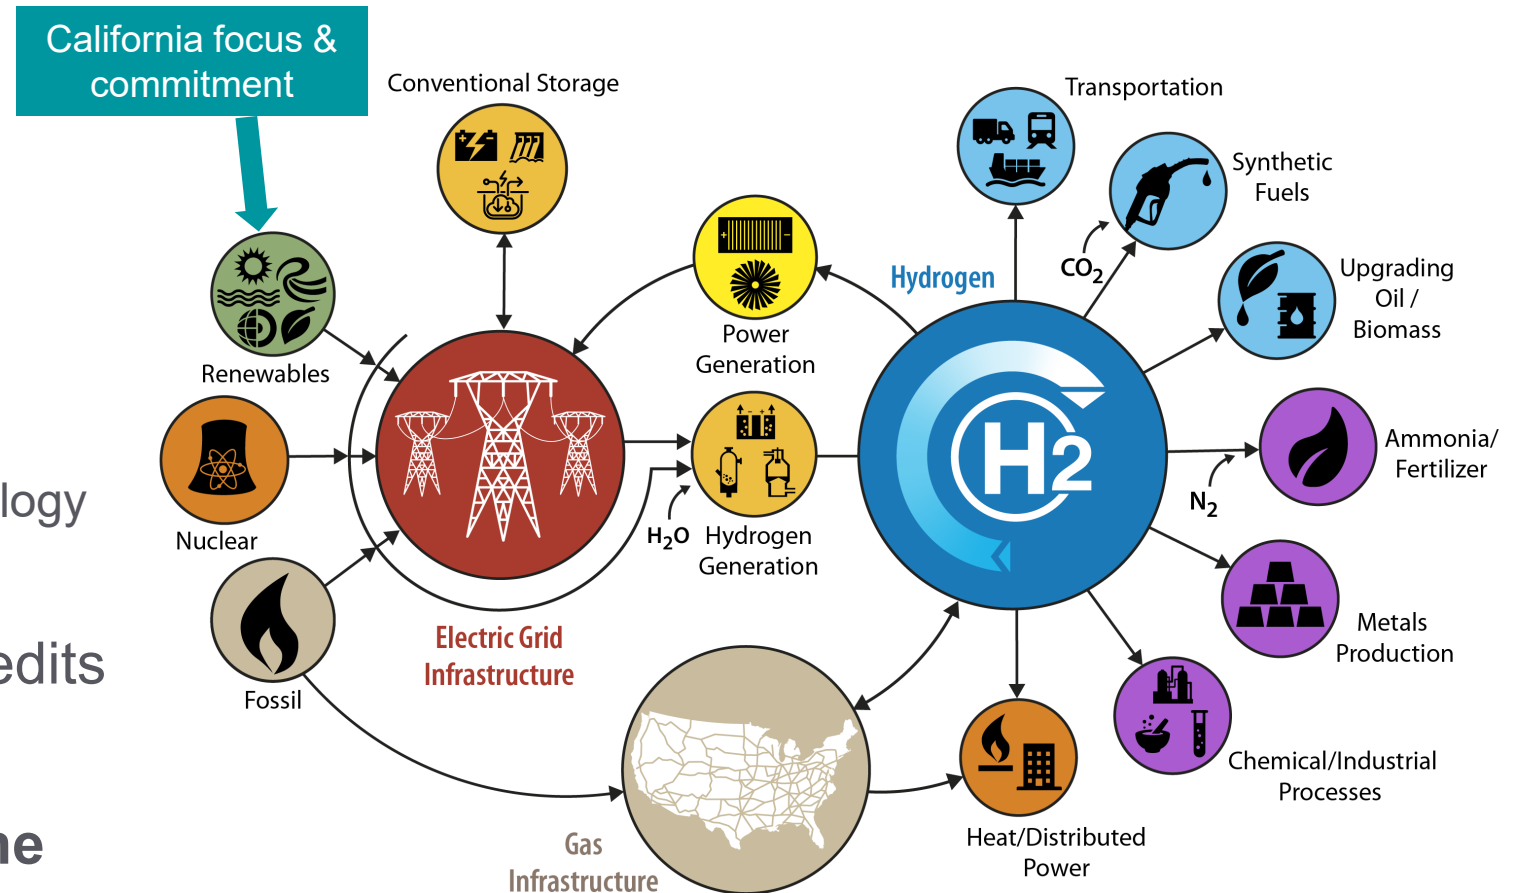 California focus &
commitment
Conventional Storage
Transportation
Synthetic
Fuels
CO₂
Hydrogen
Upgrading
Oil /
Biomass
Power
Generation
Renewables
H2
Ammonia/
Fertilizer
N₂
Nuclear
H₂O
Hydrogen
Generation
Electric Grid
Infrastructure
Metals
Production
Fossil
Chemical/Industrial
Processes
Gas
Infrastructure
Heat/Distributed
Power
ology
edits